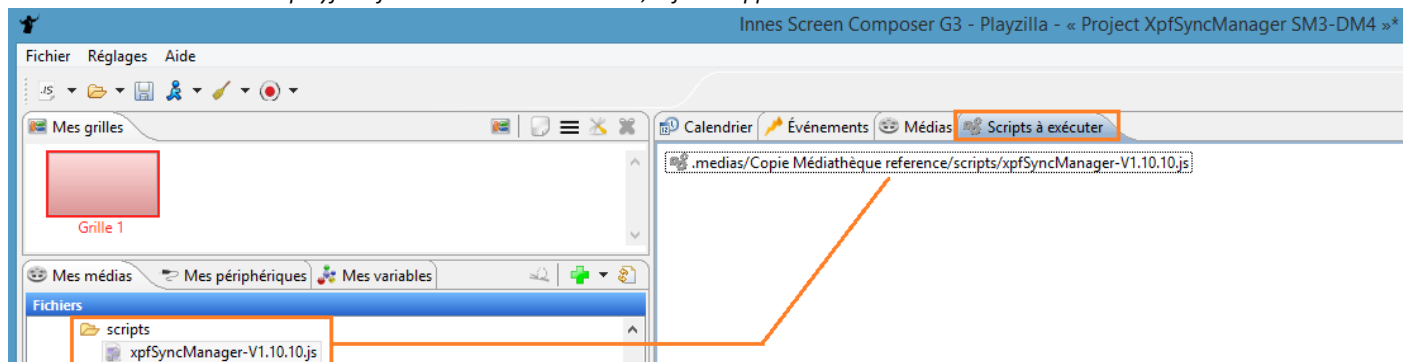 Innes Screen Composer G3 - Playzilla - « Project XpfSyncManager SM3-DM4 »*
Fichier Réglages Aide
Mes grilles
Calendrier Événements Médias Scripts à exécuter
.medias/Copie Médiathèque reference/scripts/xpfSyncManager-V1.10.10.js
Grille 1
Mes médias Mes périphériques Mes variables
Fichiers
scripts
xpfSyncManager-V1.10.10.js